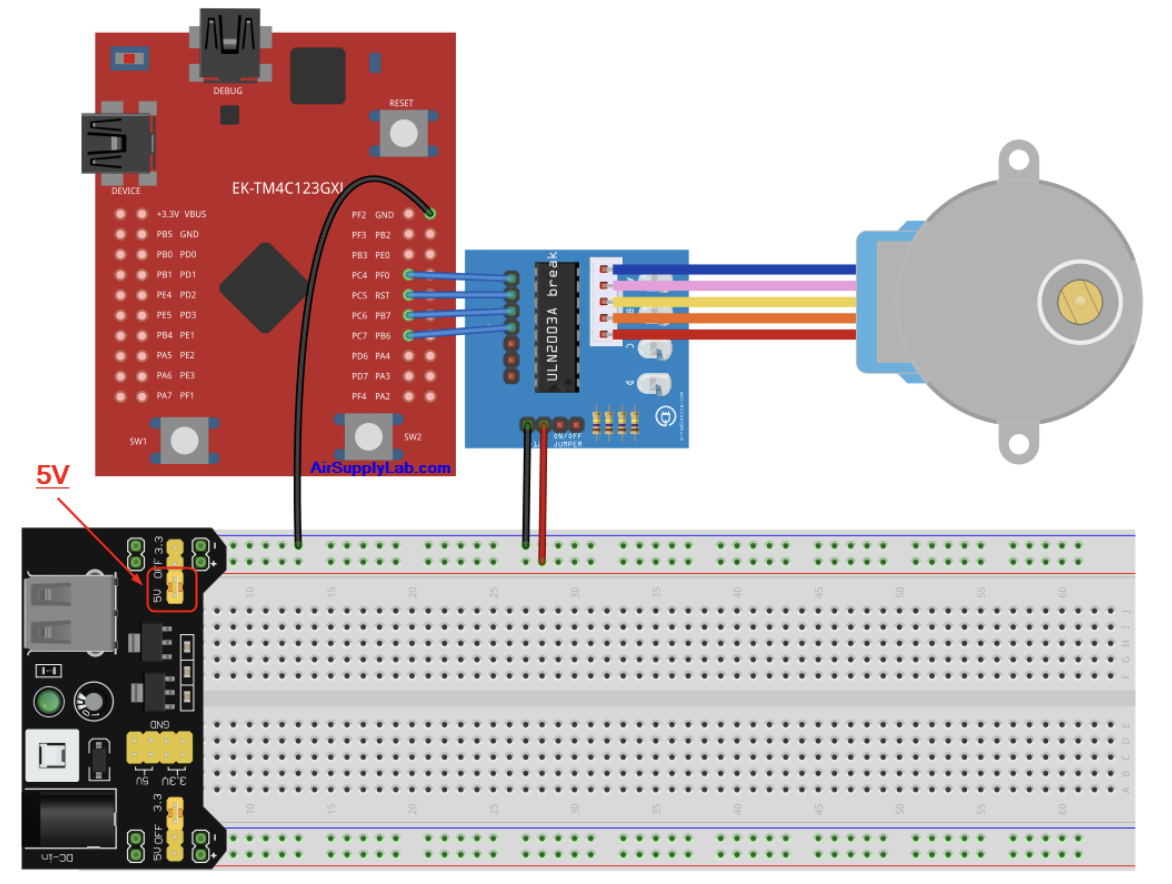 DEBUG
RESET
DEVICE
EK-TM4C123GXL
+3.3V VBUS
PB5 GND
PB0 PD0
PB1 PD1
PE4 PD2
PE5 PD3
PB4 PE1
PA5 PE2
PA6 PE3
PA7 PF1
PF2 GND
PF3 PB2
PB3 PE0
PC4 PF0
PC5 RST
PC6 PB7
PC7 PB6
PD6 PA4
PD7 PA3
PF4 PA2
SW1
SW2
AirSupplyLab.com
ULN2003A break
B
C
D
ON/OFF
JUMPER
5V
5V OFF 3.3
- +
GND
5V
3.3V
5V OFF 3.3
- +
DC-in
10 15 20 25 30 35 40 45 50 55 60
J
I
H
G
F
E
D
C
B
A
10 15 20 25 30 35 40 45 50 55 60